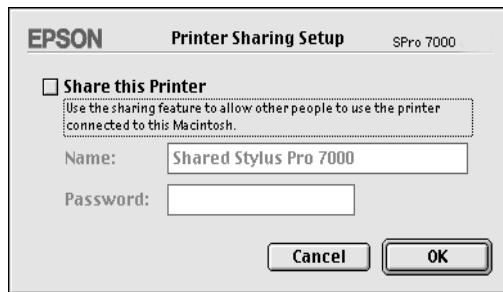 EPSON Printer Sharing Setup SPro 7000
Share this Printer
Use the sharing feature to allow other people to use the printer
connected to this Macintosh.
Name: Shared Stylus Pro 7000
Password:
Cancel OK